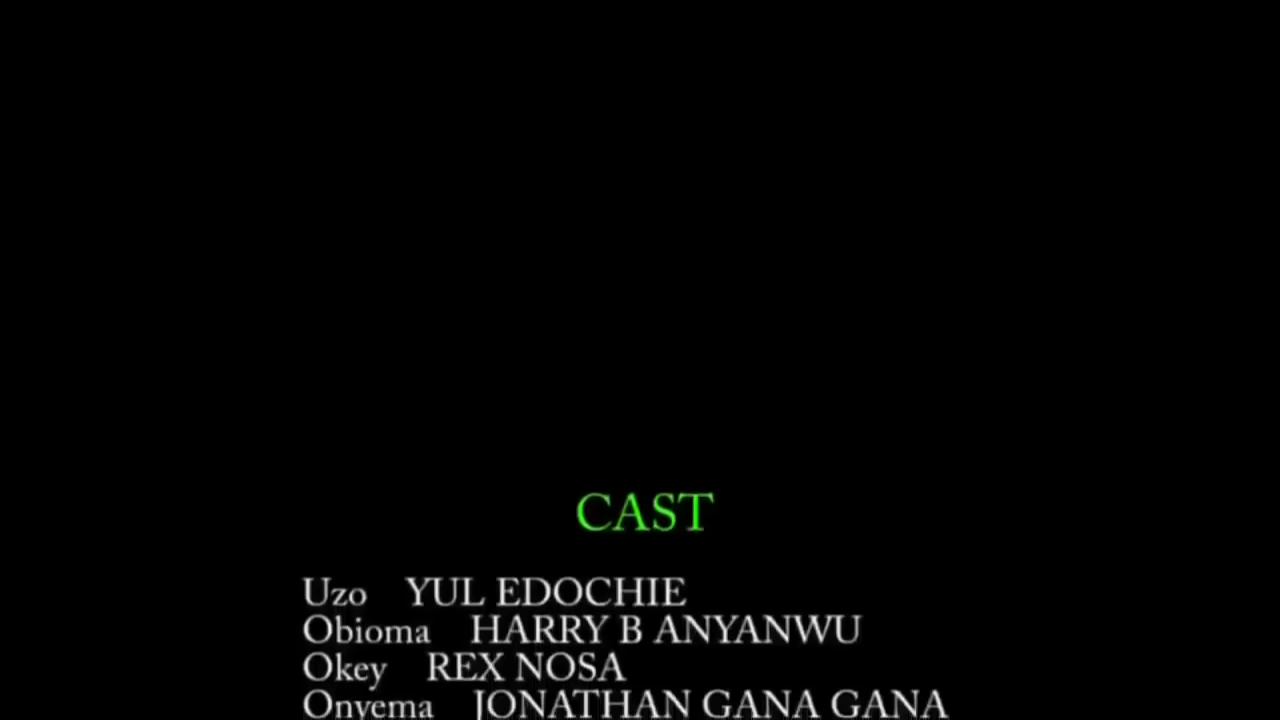 CAST
Uzo YUL EDOCHIE
Obioma HARRY B ANYANWU
Okey REX NOSA
Onyema JONATHAN GANA GANA